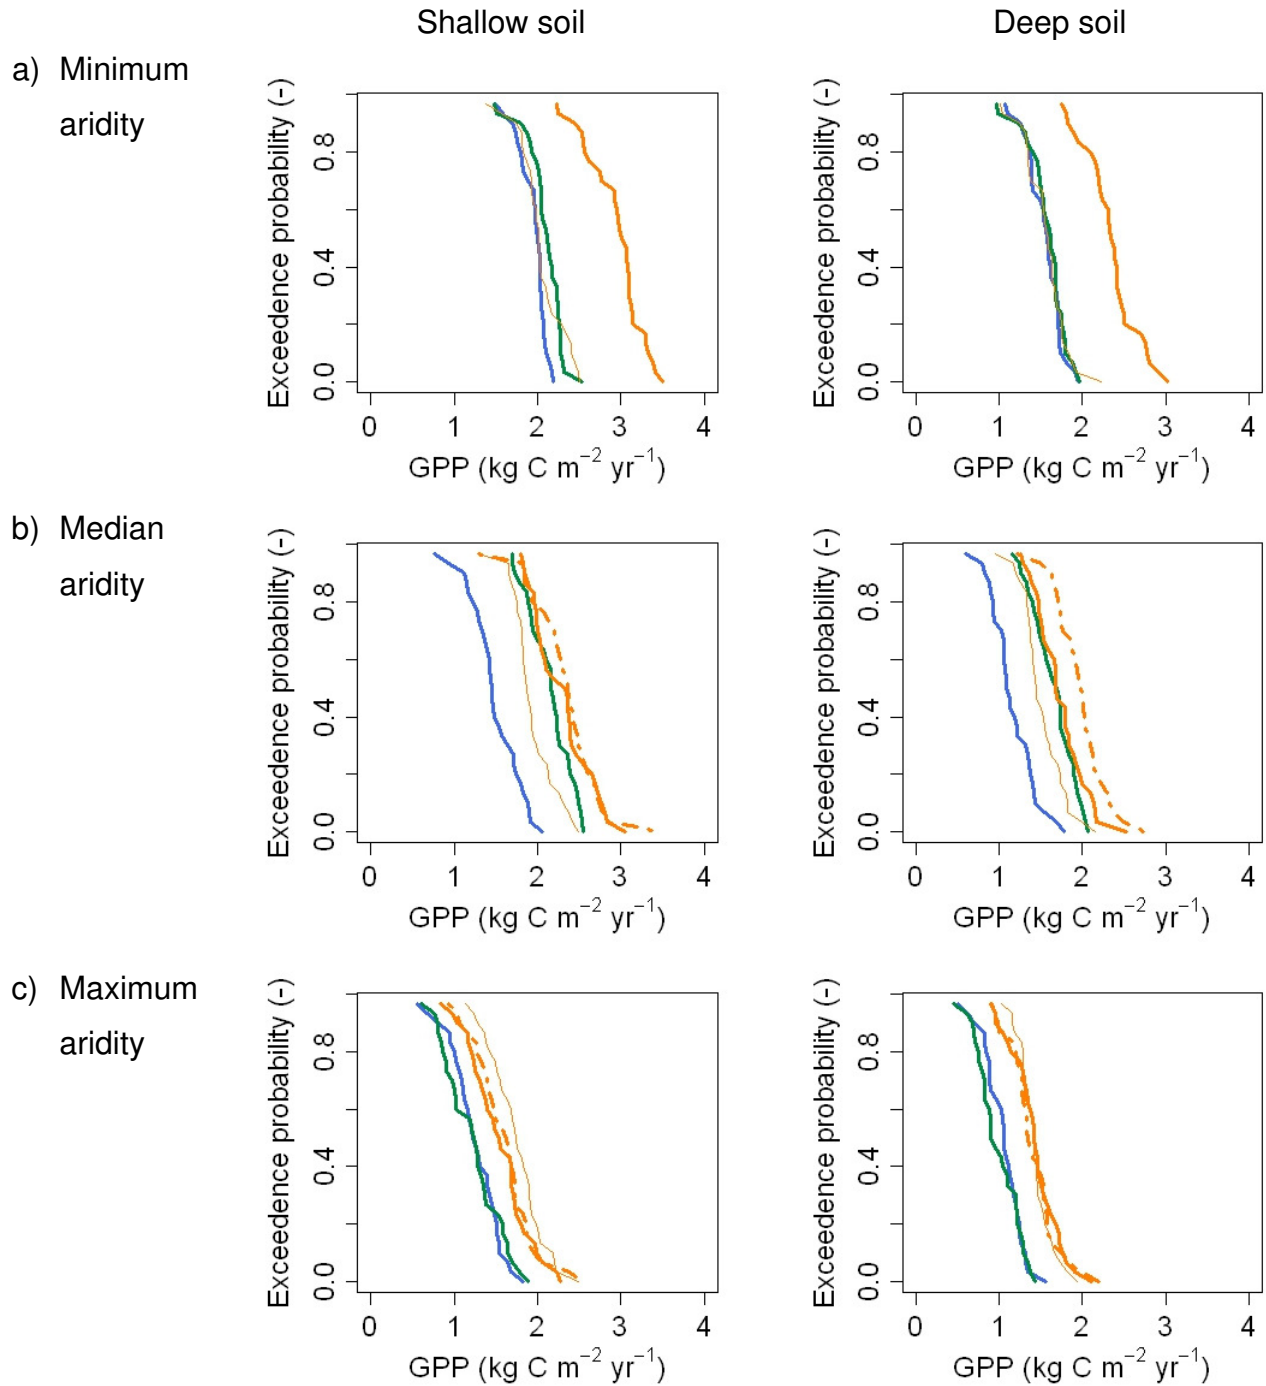 Shallow soil
Deep soil
a) Minimum
aridity
Exceedence probability (-)
0.0 0.4 0.8
0 1 2 3 4
GPP (kg C m⁻² yr⁻¹)
Exceedence probability (-)
0.0 0.4 0.8
0 1 2 3 4
GPP (kg C m⁻² yr⁻¹)
b) Median
aridity
Exceedence probability (-)
0.0 0.4 0.8
0 1 2 3 4
GPP (kg C m⁻² yr⁻¹)
Exceedence probability (-)
0.0 0.4 0.8
0 1 2 3 4
GPP (kg C m⁻² yr⁻¹)
c) Maximum
aridity
Exceedence probability (-)
0.0 0.4 0.8
0 1 2 3 4
GPP (kg C m⁻² yr⁻¹)
Exceedence probability (-)
0.0 0.4 0.8
0 1 2 3 4
GPP (kg C m⁻² yr⁻¹)